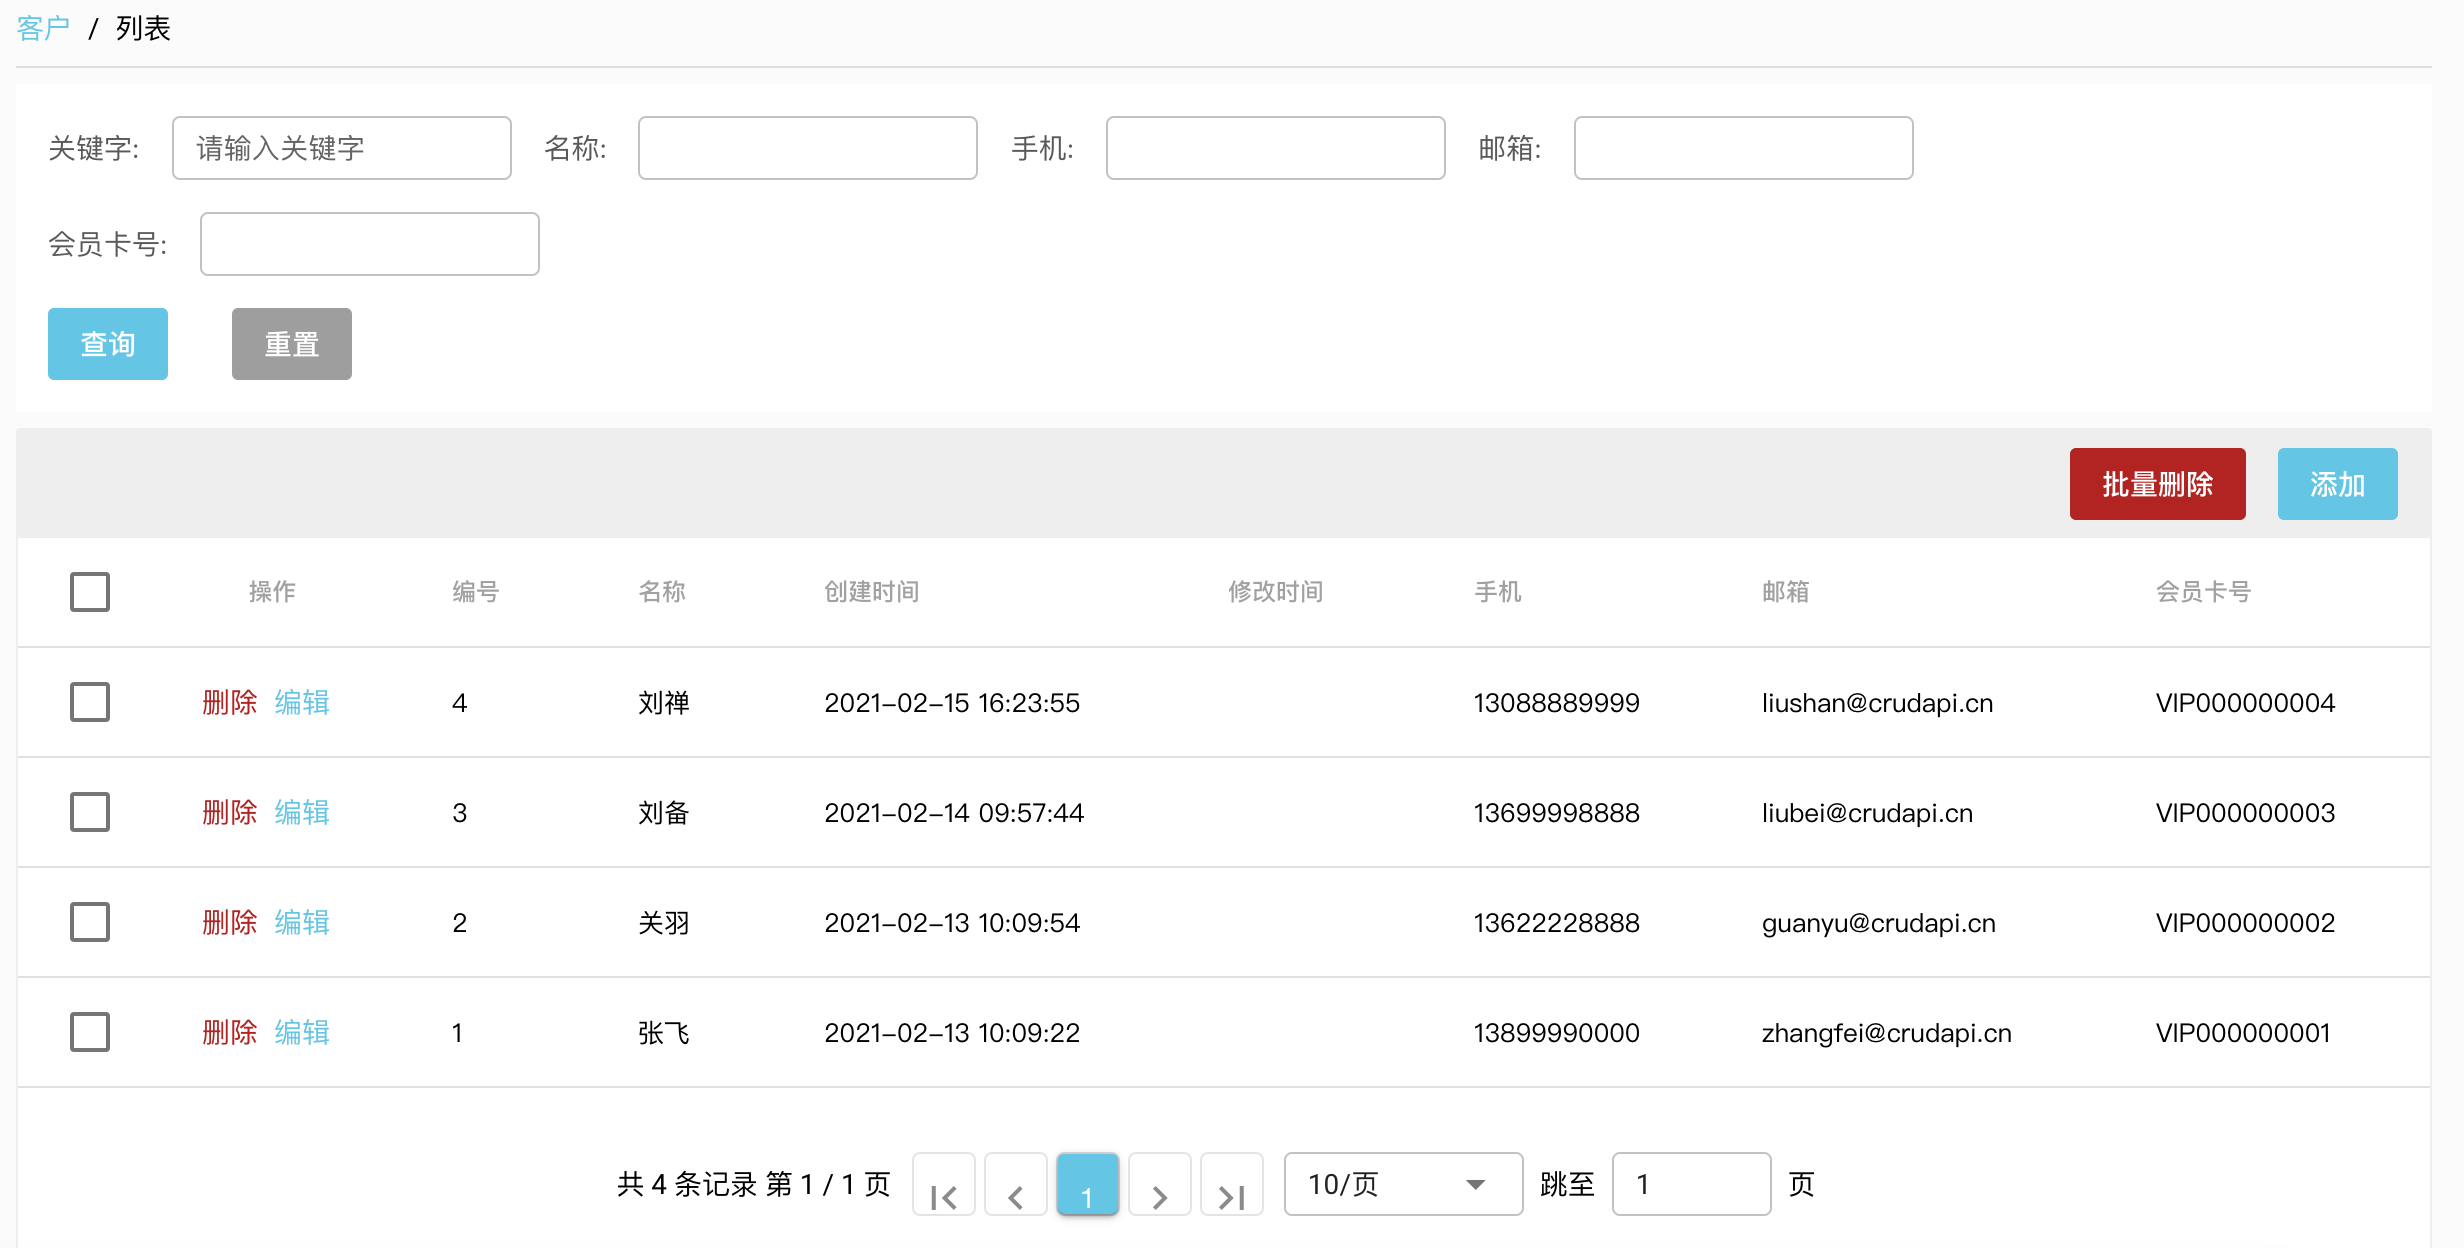 客户 / 列表
关键字: 请输入关键字 名称: 手机: 邮箱:
会员卡号:
查询 重置
批量删除 添加
操作 编号 名称 创建时间 修改时间 手机 邮箱 会员卡号
删除 编辑 4 刘禅 2021-02-15 16:23:55 13088889999 liushan@crudapi.cn VIP000000004
删除 编辑 3 刘备 2021-02-14 09:57:44 13699998888 liubei@crudapi.cn VIP000000003
删除 编辑 2 关羽 2021-02-13 10:09:54 13622228888 guanyu@crudapi.cn VIP000000002
删除 编辑 1 张飞 2021-02-13 10:09:22 13899990000 zhangfei@crudapi.cn VIP000000001
共 4 条记录 第 1 / 1 页 1 10/页 跳至 1 页